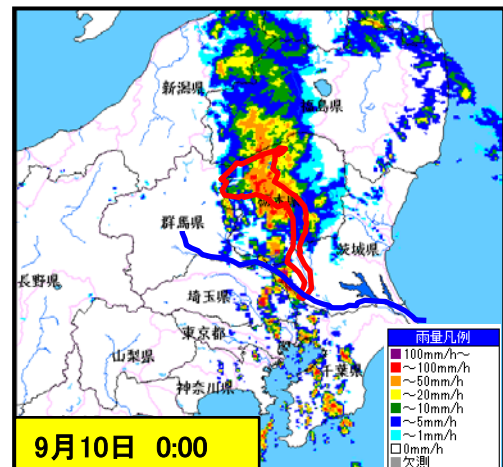 新潟県
福島県
栃木県
群馬県
茨城県
長野県
埼玉県
東京都
山梨県
千葉県
神奈川県
雨量凡例
100mm/h～
～100mm/h
～50mm/h
～20mm/h
～10mm/h
～5mm/h
～1mm/h
0mm/h
欠測
9月10日 0:00